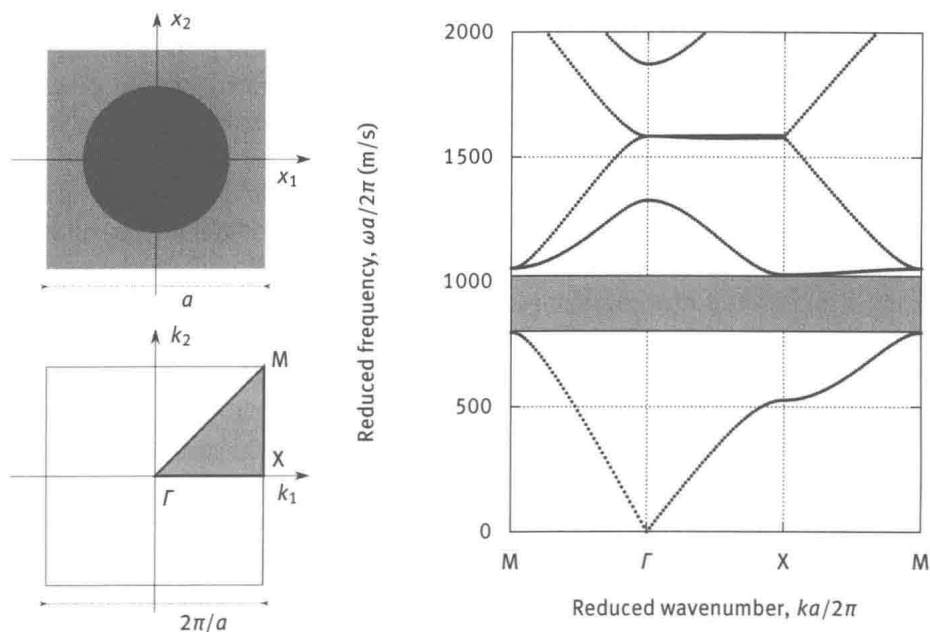 x₂
x₁
a
k₂
M
X
Γ
k₁
2π/a
Reduced frequency, ωa/2π (m/s)
2000
1500
1000
500
0
M
Γ
X
M
Reduced wavenumber, ka/2π